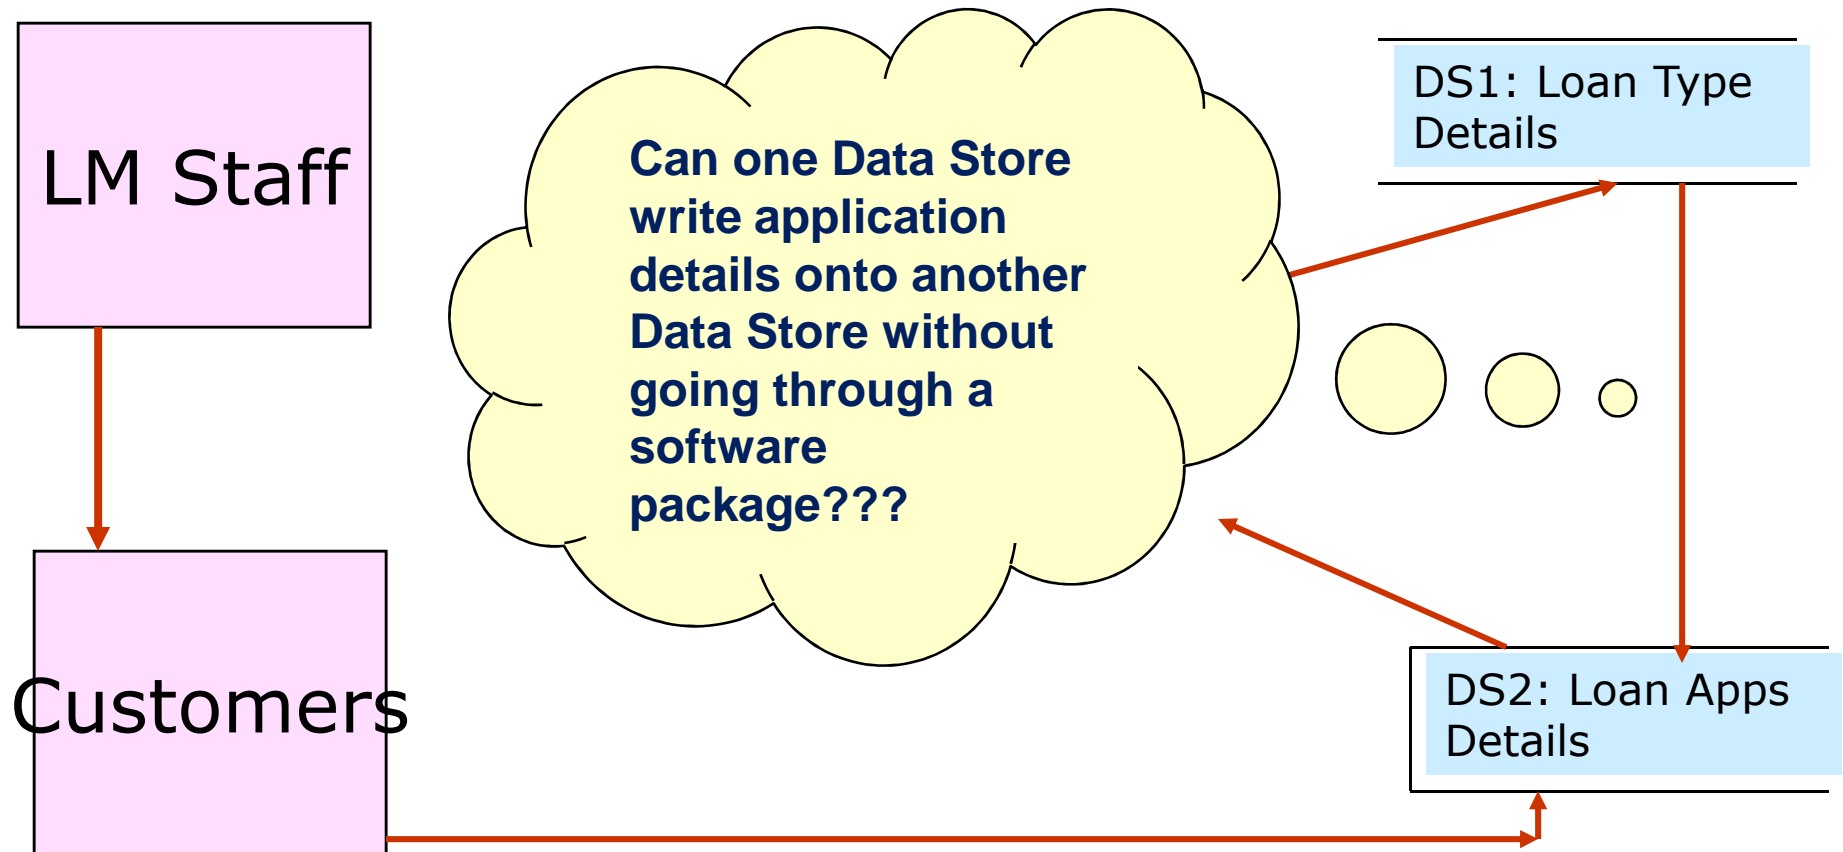 LM Staff
Can one Data Store
write application
details onto another
Data Store without
going through a
software
package???
DS1: Loan Type
Details
Customers
DS2: Loan Apps
Details